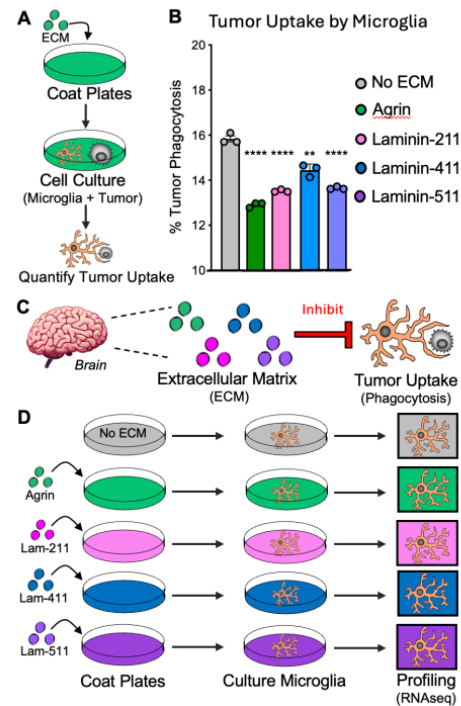 A
ECM
Coat Plates
Cell Culture
(Microglia + Tumor)
Quantify Tumor Uptake
B
Tumor Uptake by Microglia
% Tumor Phagocytosis
20
18
16
14
12
10
**** **** ** ****
No ECM
Agrin
Laminin-211
Laminin-411
Laminin-511
C
Brain
Extracellular Matrix
(ECM)
Inhibit
Tumor Uptake
(Phagocytosis)
D
No ECM
Agrin
Lam-211
Lam-411
Lam-511
Coat Plates
Culture Microglia
Profiling
(RNAseq)